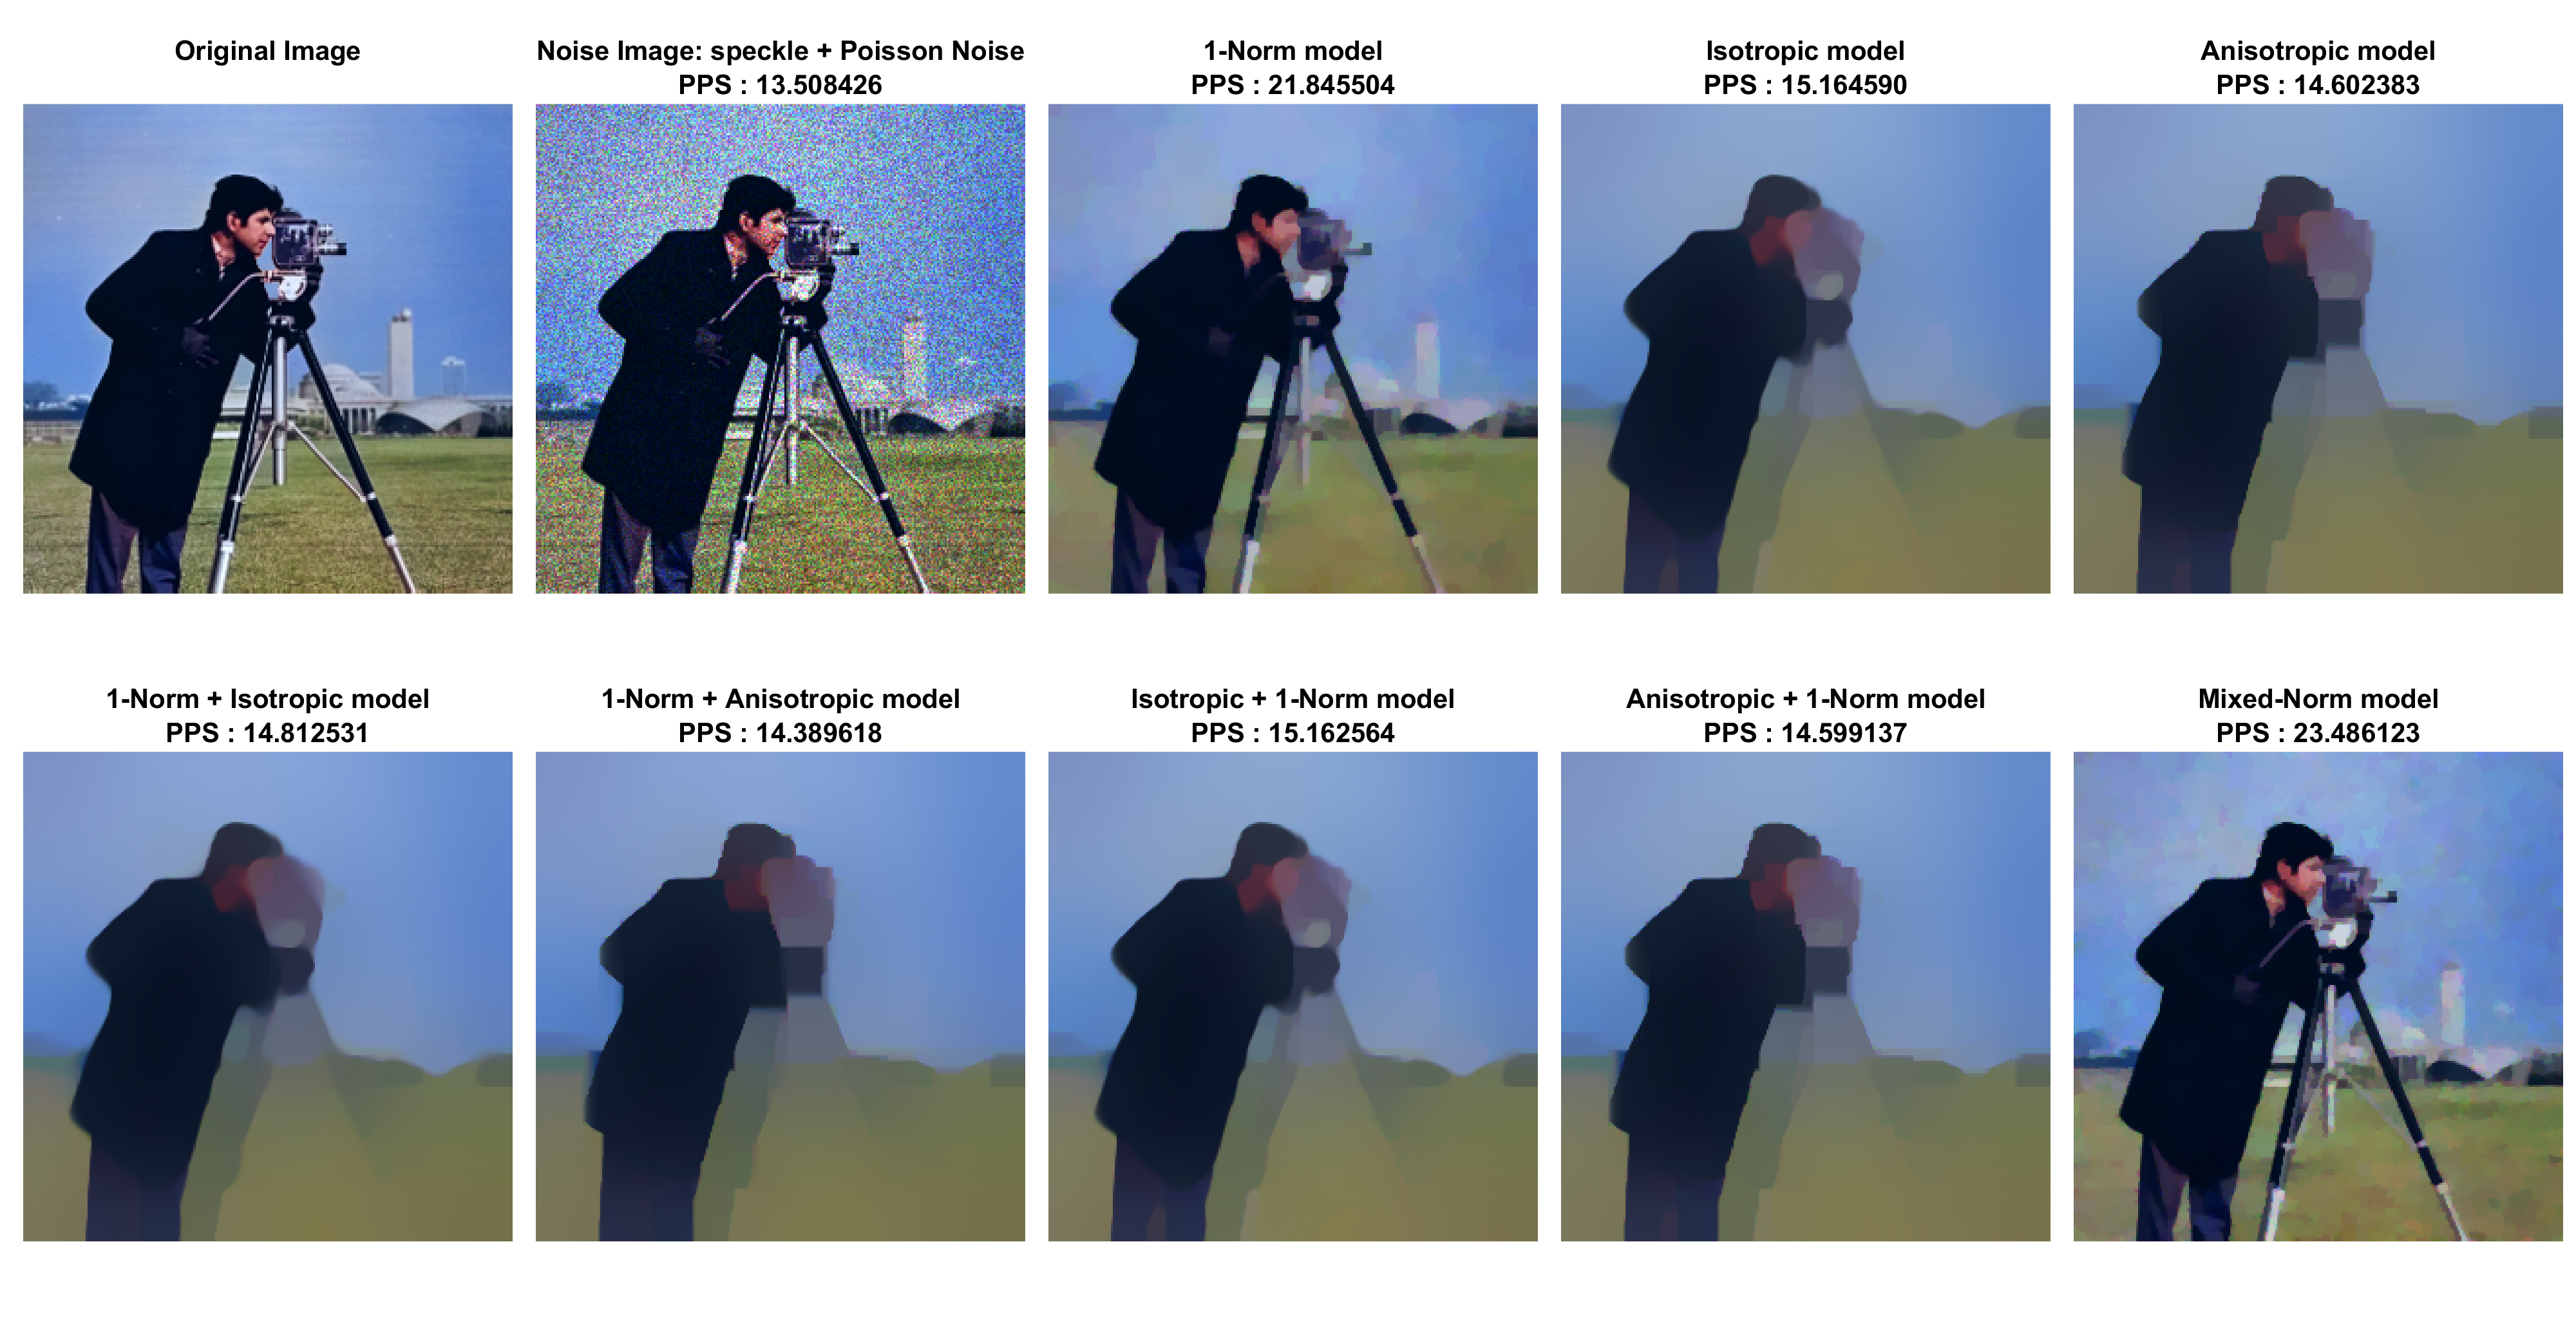 Original Image
Noise Image: speckle + Poisson Noise
PPS : 13.508426
1-Norm model
PPS : 21.845504
Isotropic model
PPS : 15.164590
Anisotropic model
PPS : 14.602383
1-Norm + Isotropic model
PPS : 14.812531
1-Norm + Anisotropic model
PPS : 14.389618
Isotropic + 1-Norm model
PPS : 15.162564
Anisotropic + 1-Norm model
PPS : 14.599137
Mixed-Norm model
PPS : 23.486123